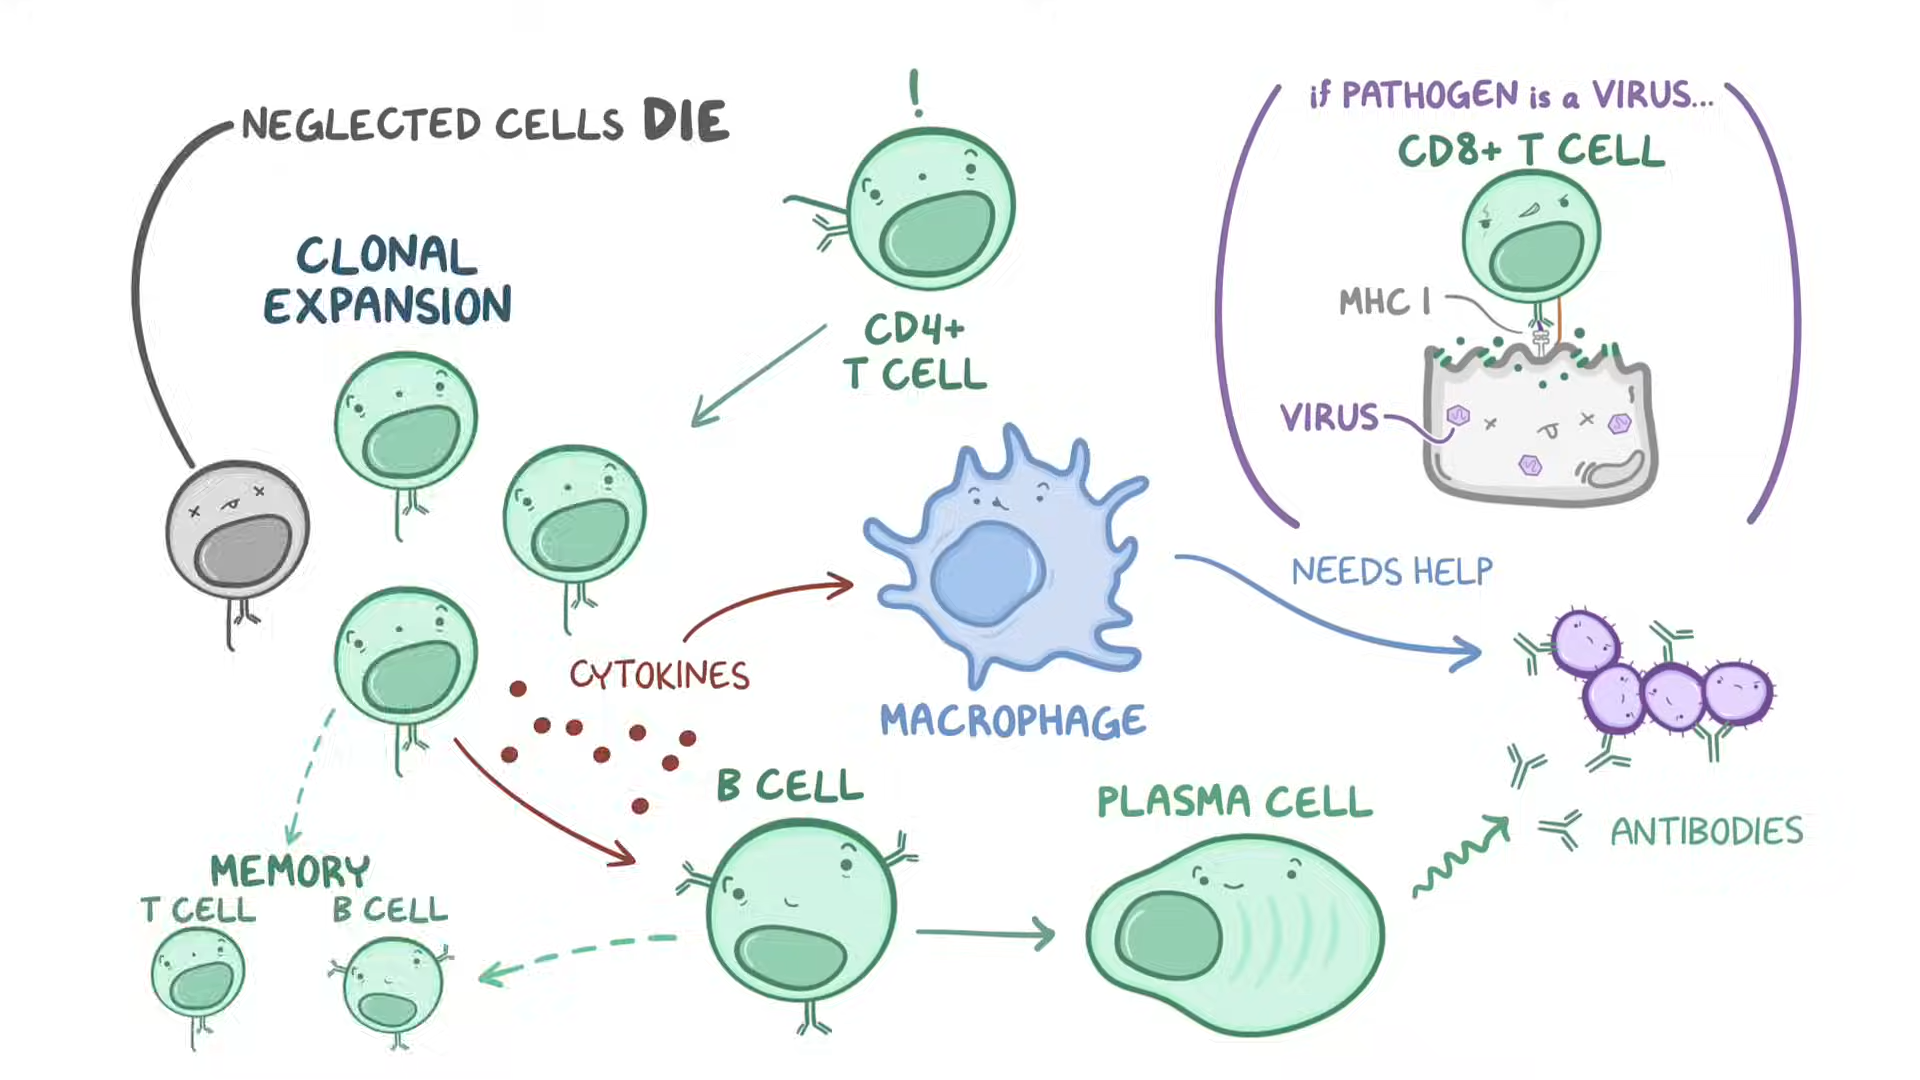 NEGLECTED CELLS DIE
!
CLONAL
EXPANSION
CD4+
T CELL
if PATHOGEN is a VIRUS...
CD8+ T CELL
MHC I
VIRUS
NEEDS HELP
CYTOKINES
MACROPHAGE
B CELL
PLASMA CELL
ANTIBODIES
MEMORY
T CELL
B CELL